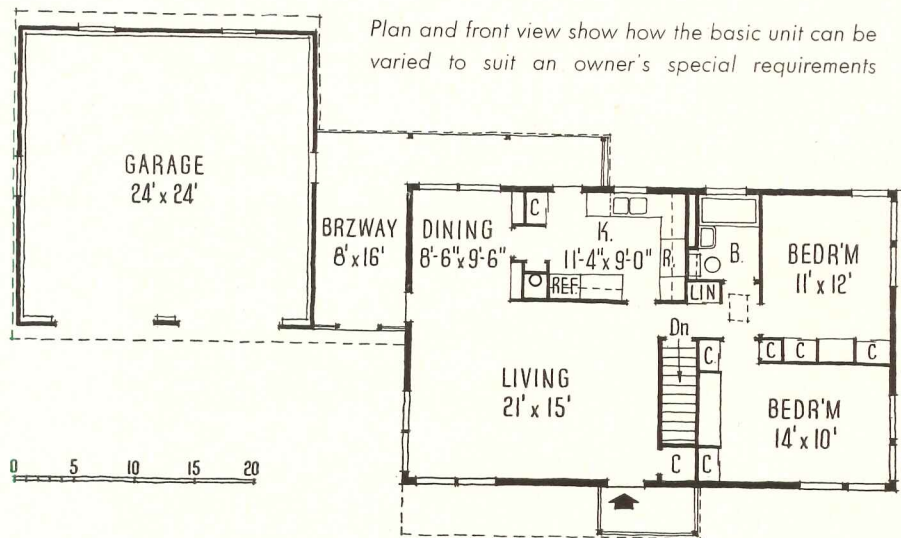 Plan and front view show how the basic unit can be
varied to suit an owner's special requirements
GARAGE
24' x 24'
BRZWAY
8' x 16'
DINING
8'-6" x 9'-6"
C
K.
11'-4" x 9'-0"
REF.
R.
B.
LIN
BEDR'M
11' x 12'
C
C
C
Dn
C
LIVING
21' x 15'
BEDR'M
14' x 10'
C
C
0 5 10 15 20